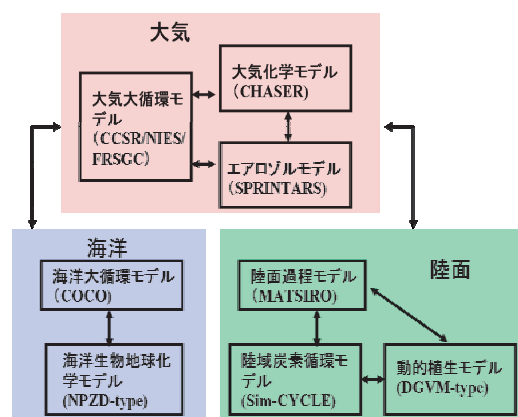 大気
大気大循環モ
デル
(CCSR/NIES/
FRSGC)
大気化学モデル
(CHASER)
エアロゾルモデル
(SPRINTARS)
海洋
海洋大循環モデル
(COCO)
海洋生物地球化
学モデル
(NPZD-type)
陸面
陸面過程モデル
(MATSIRO)
陸域炭素循環モ
デル
(Sim-CYCLE)
動的植生モデル
(DGVM-type)